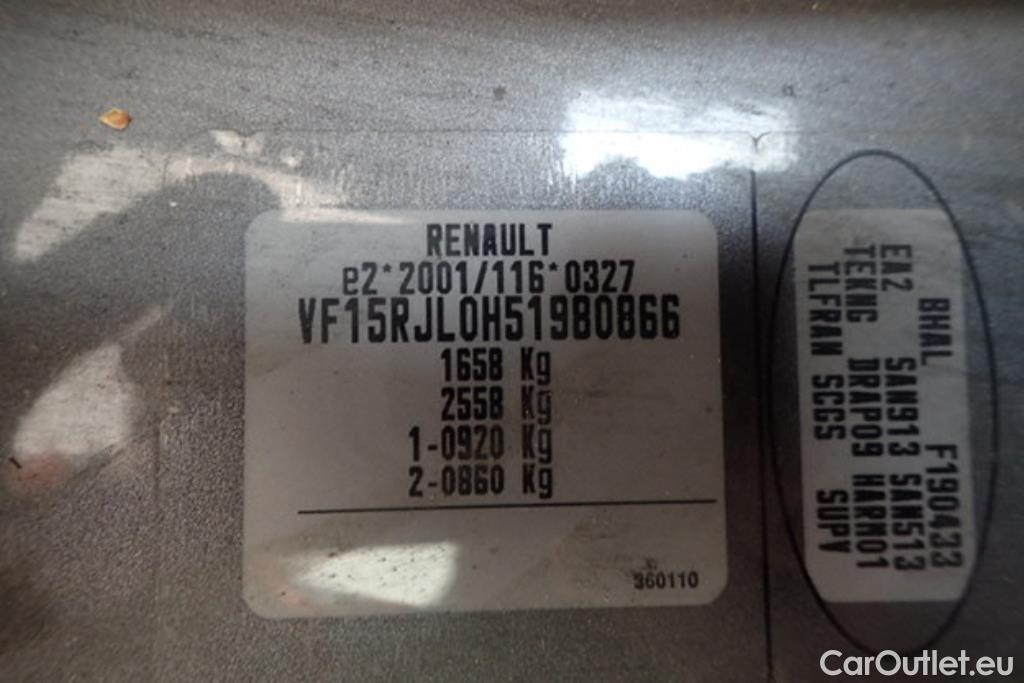 RENAULT
e2*2001/116*0327
VF15RJL0H51980866
1658 Kg
2558 Kg
1-0920 Kg
2-0860 Kg
360110
BHAL F190433
EA2 SAN913 SAN513
TEKNG DRAP09 HARN01
TLFRAN SCGS SUPV
CarOutlet.eu